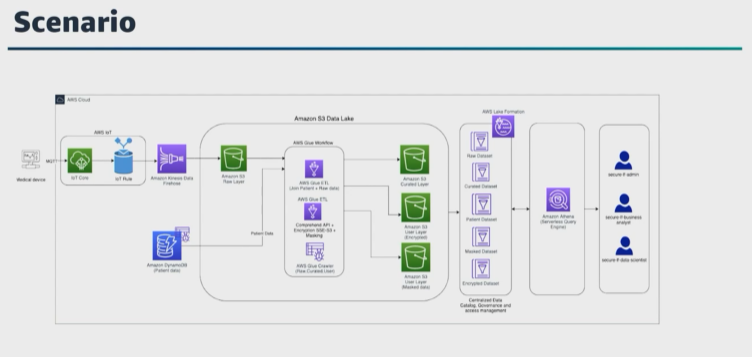 Scenario
AWS Cloud
AWS IoT
Medical device
MQTT
IoT Core
IoT Rule
Amazon Kinesis Data
Firehose
Amazon S3 Data Lake
Amazon S3
Raw Layer
Amazon DynamoDB
(Patient data)
Patient Data
AWS Glue Workflow
AWS Glue ETL
(Join Patient + Raw data)
AWS Glue ETL
Comprehend API +
Encryption SSE-S3 +
Masking
AWS Glue Crawler
Amazon S3
Curated Layer
Amazon S3
User Layer
(Encrypted)
Amazon S3
User Layer
(Masked data)
AWS Lake Formation
Raw Dataset
Curated Dataset
Patient Dataset
Masked Dataset
Encrypted Dataset
Centralized Data
Catalog, Governance and
access management
Amazon Athena
(Serverless Query
Engine)
secure-lf-admin
secure-lf-business
analyst
secure-lf-data-scientist